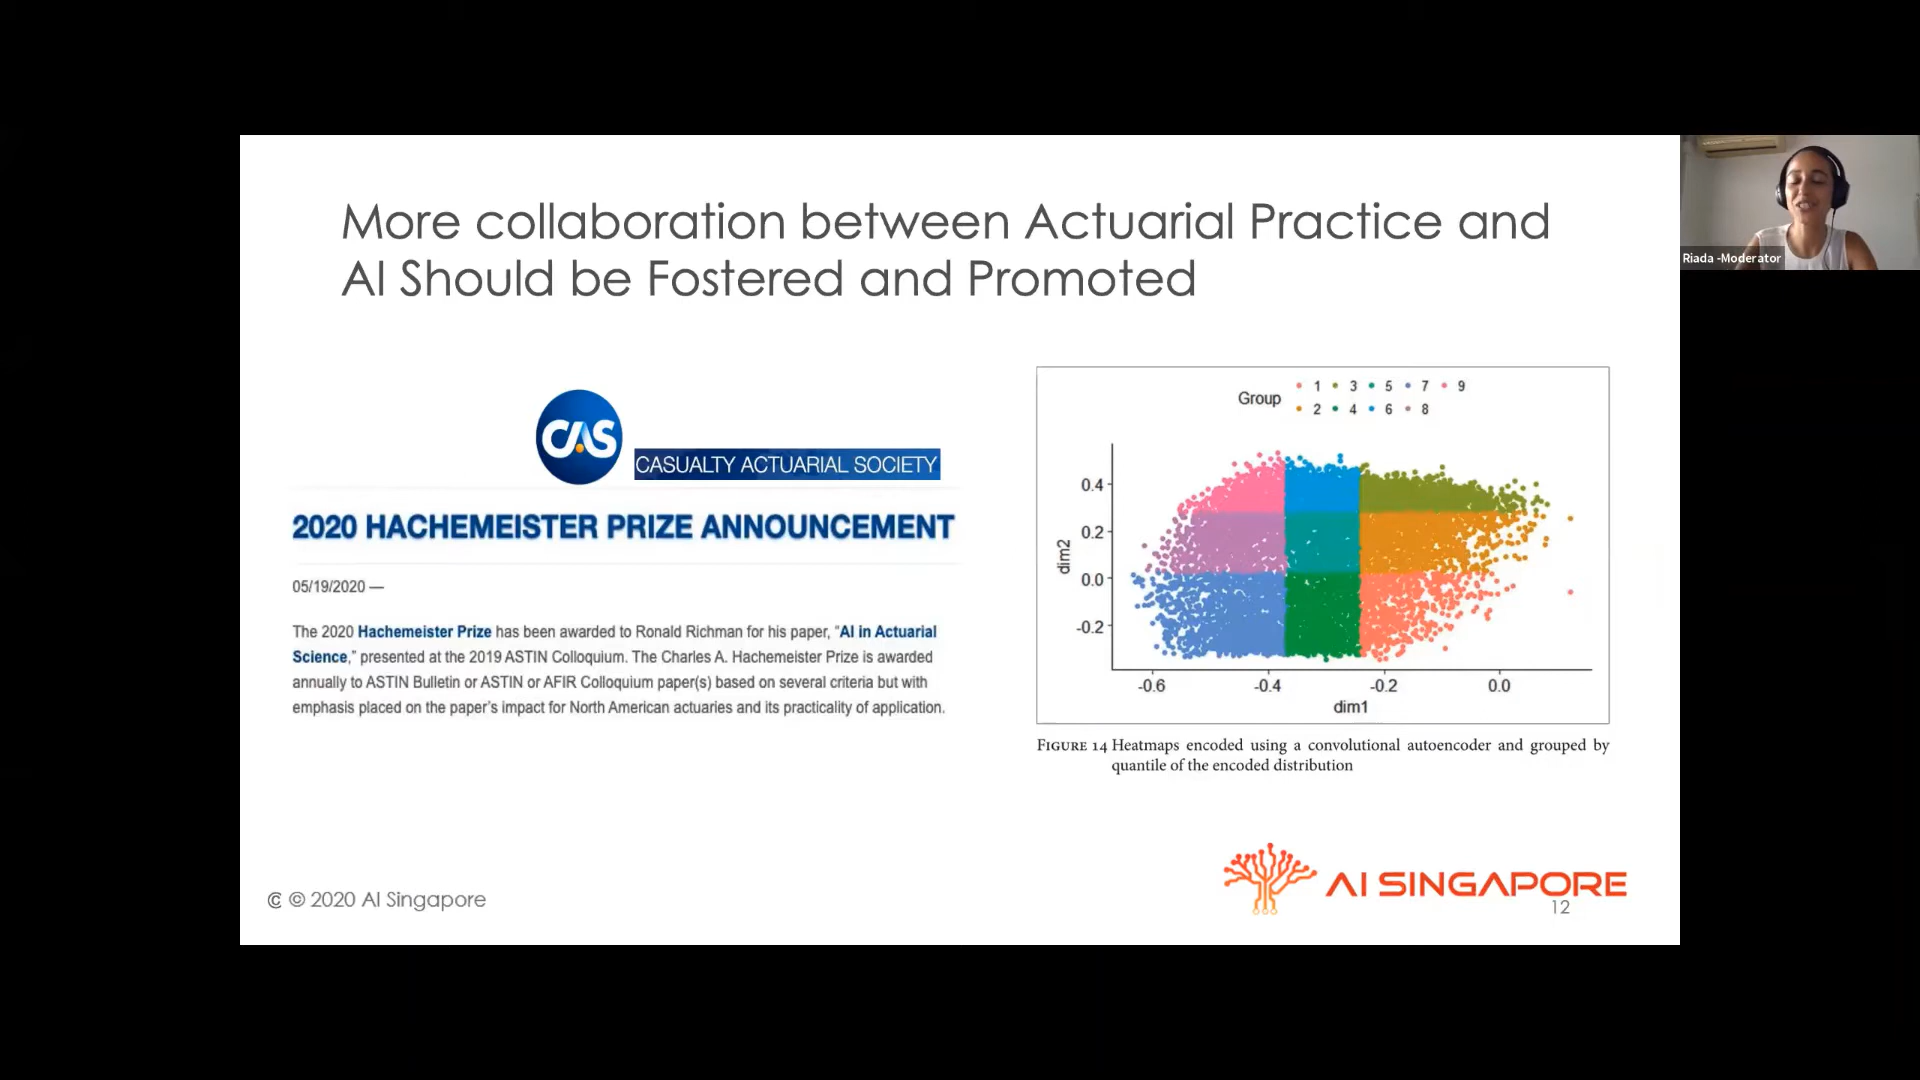 More collaboration between Actuarial Practice and
AI Should be Fostered and Promoted
Riada -Moderator
CAS
CASUALTY ACTUARIAL SOCIETY
2020 HACHEMEISTER PRIZE ANNOUNCEMENT
05/19/2020 —
The 2020 Hachemeister Prize has been awarded to Ronald Richman for his paper, “AI in Actuarial
Science,” presented at the 2019 ASTIN Colloquium. The Charles A. Hachemeister Prize is awarded
annually to ASTIN Bulletin or ASTIN or AFIR Colloquium paper(s) based on several criteria but with
emphasis placed on the paper’s impact for North American actuaries and its practicality of application.
Group
1 3 5 7 9
2 4 6 8
dim2
0.4
0.2
0.0
-0.2
-0.6 -0.4 -0.2 0.0
dim1
FIGURE 14 Heatmaps encoded using a convolutional autoencoder and grouped by
quantile of the encoded distribution
© © 2020 AI Singapore
AI SINGAPORE
12